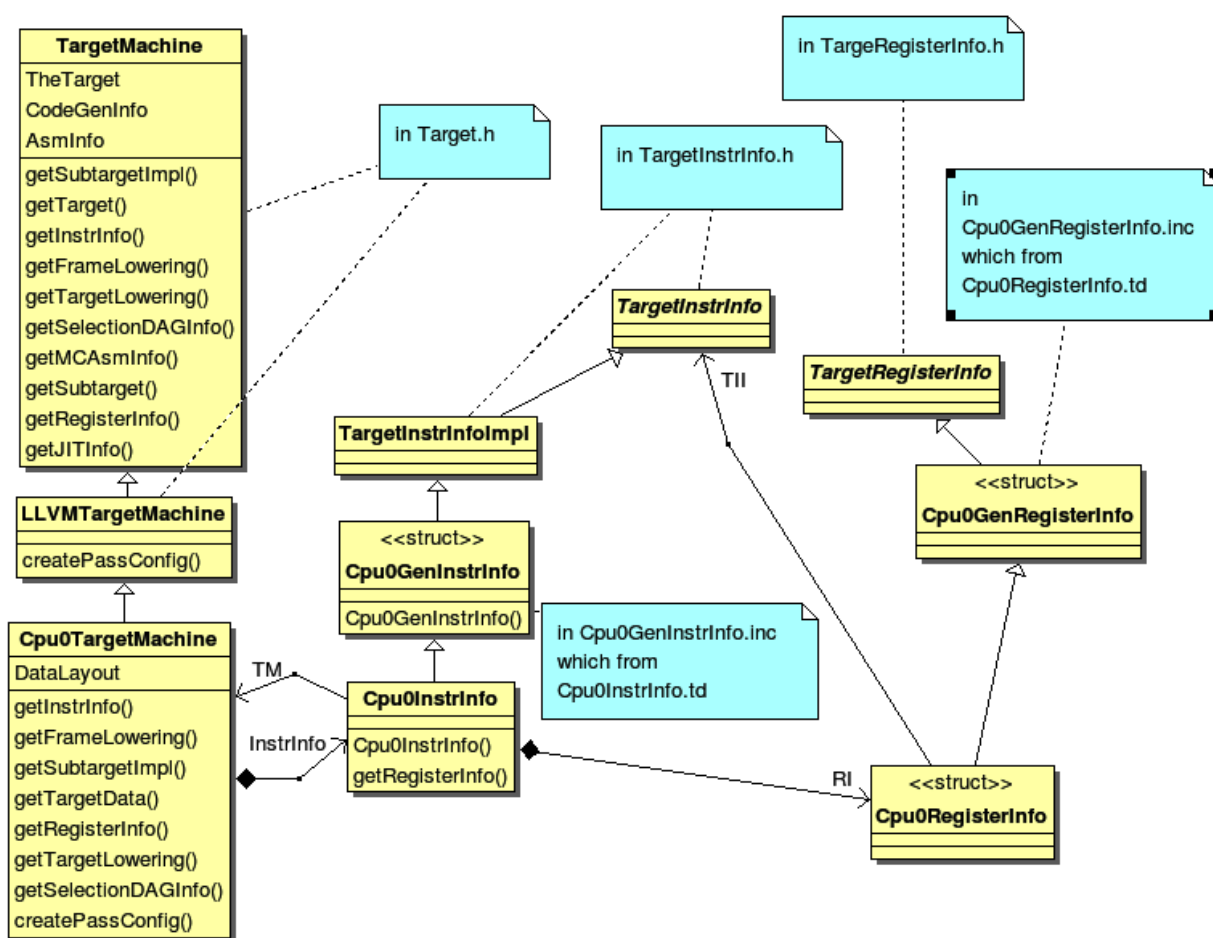 TargetMachine
TheTarget
CodeGenInfo
AsmInfo
getSubtargetImpl()
getTarget()
getInstrInfo()
getFrameLowering()
getTargetLowering()
getSelectionDAGInfo()
getMCAsmInfo()
getSubtarget()
getRegisterInfo()
getJITInfo()
LLVMTargetMachine
createPassConfig()
Cpu0TargetMachine
DataLayout
getInstrInfo()
getFrameLowering()
getSubtargetImpl()
getTargetData()
getRegisterInfo()
getTargetLowering()
getSelectionDAGInfo()
createPassConfig()
in Target.h
in TargetInstrInfo.h
in TargeRegisterInfo.h
in
Cpu0GenRegisterInfo.inc
which from
Cpu0RegisterInfo.td
TargetInstrInfo
TII
TargetRegisterInfo
TargetInstrInfoImpl
<<struct>>
Cpu0GenRegisterInfo
<<struct>>
Cpu0GenInstrInfo
Cpu0GenInstrInfo()
in Cpu0GenInstrInfo.inc
which from
Cpu0InstrInfo.td
TM
InstrInfo
Cpu0InstrInfo
Cpu0InstrInfo()
getRegisterInfo()
RI
<<struct>>
Cpu0RegisterInfo